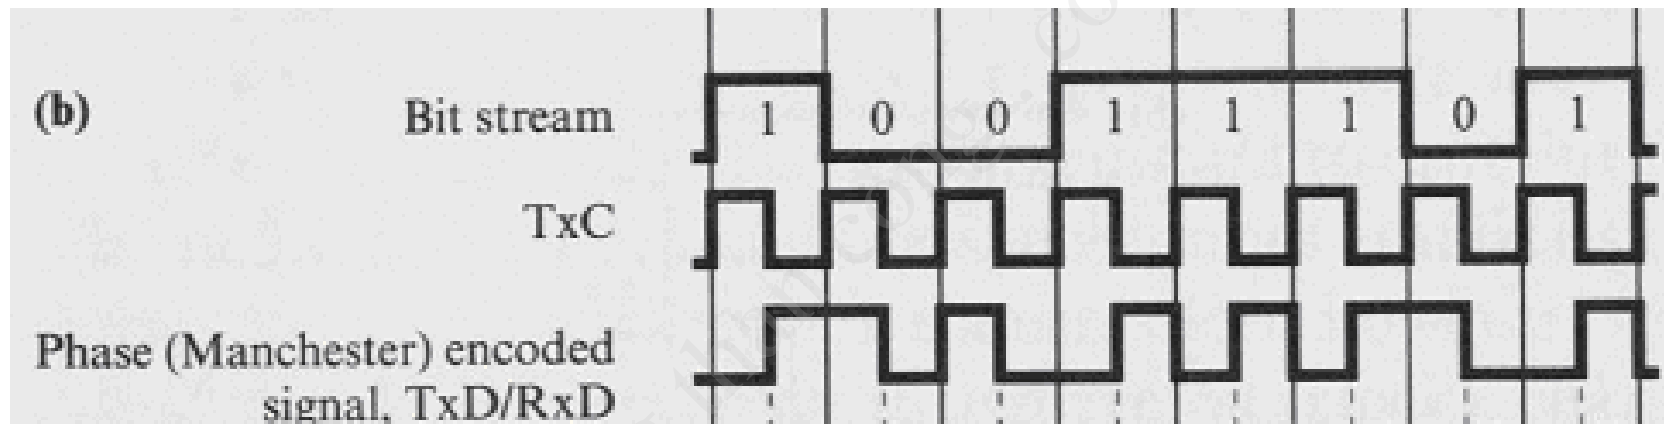 (b) Bit stream
1 0 0 1 1 1 0 1
TxC
Phase (Manchester) encoded
signal, TxD/RxD